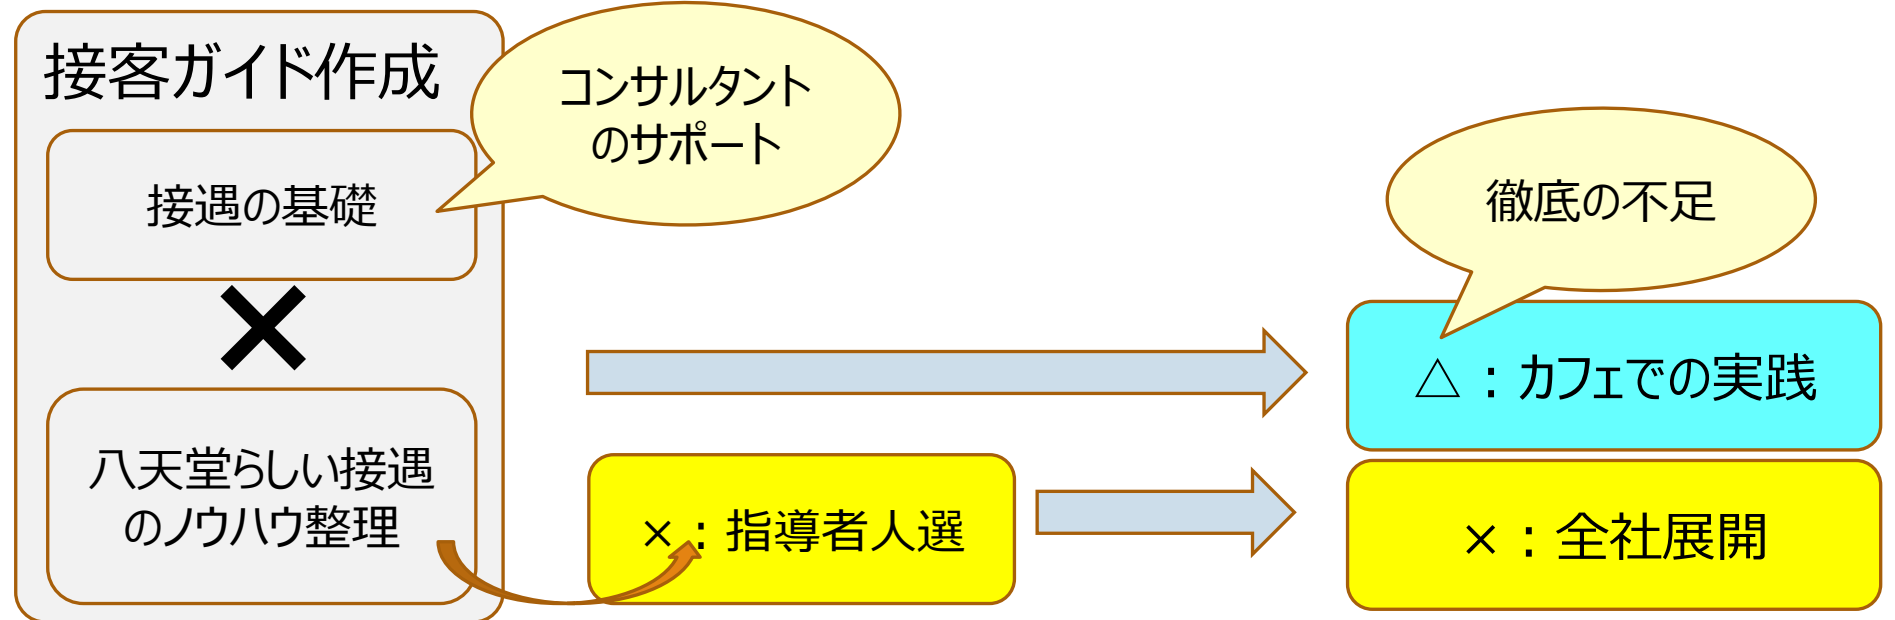 接客ガイド作成
コンサルタント
のサポート
接遇の基礎
×
八天堂らしい接遇
のノウハウ整理
×：指導者人選
徹底の不足
△：カフェでの実践
×：全社展開